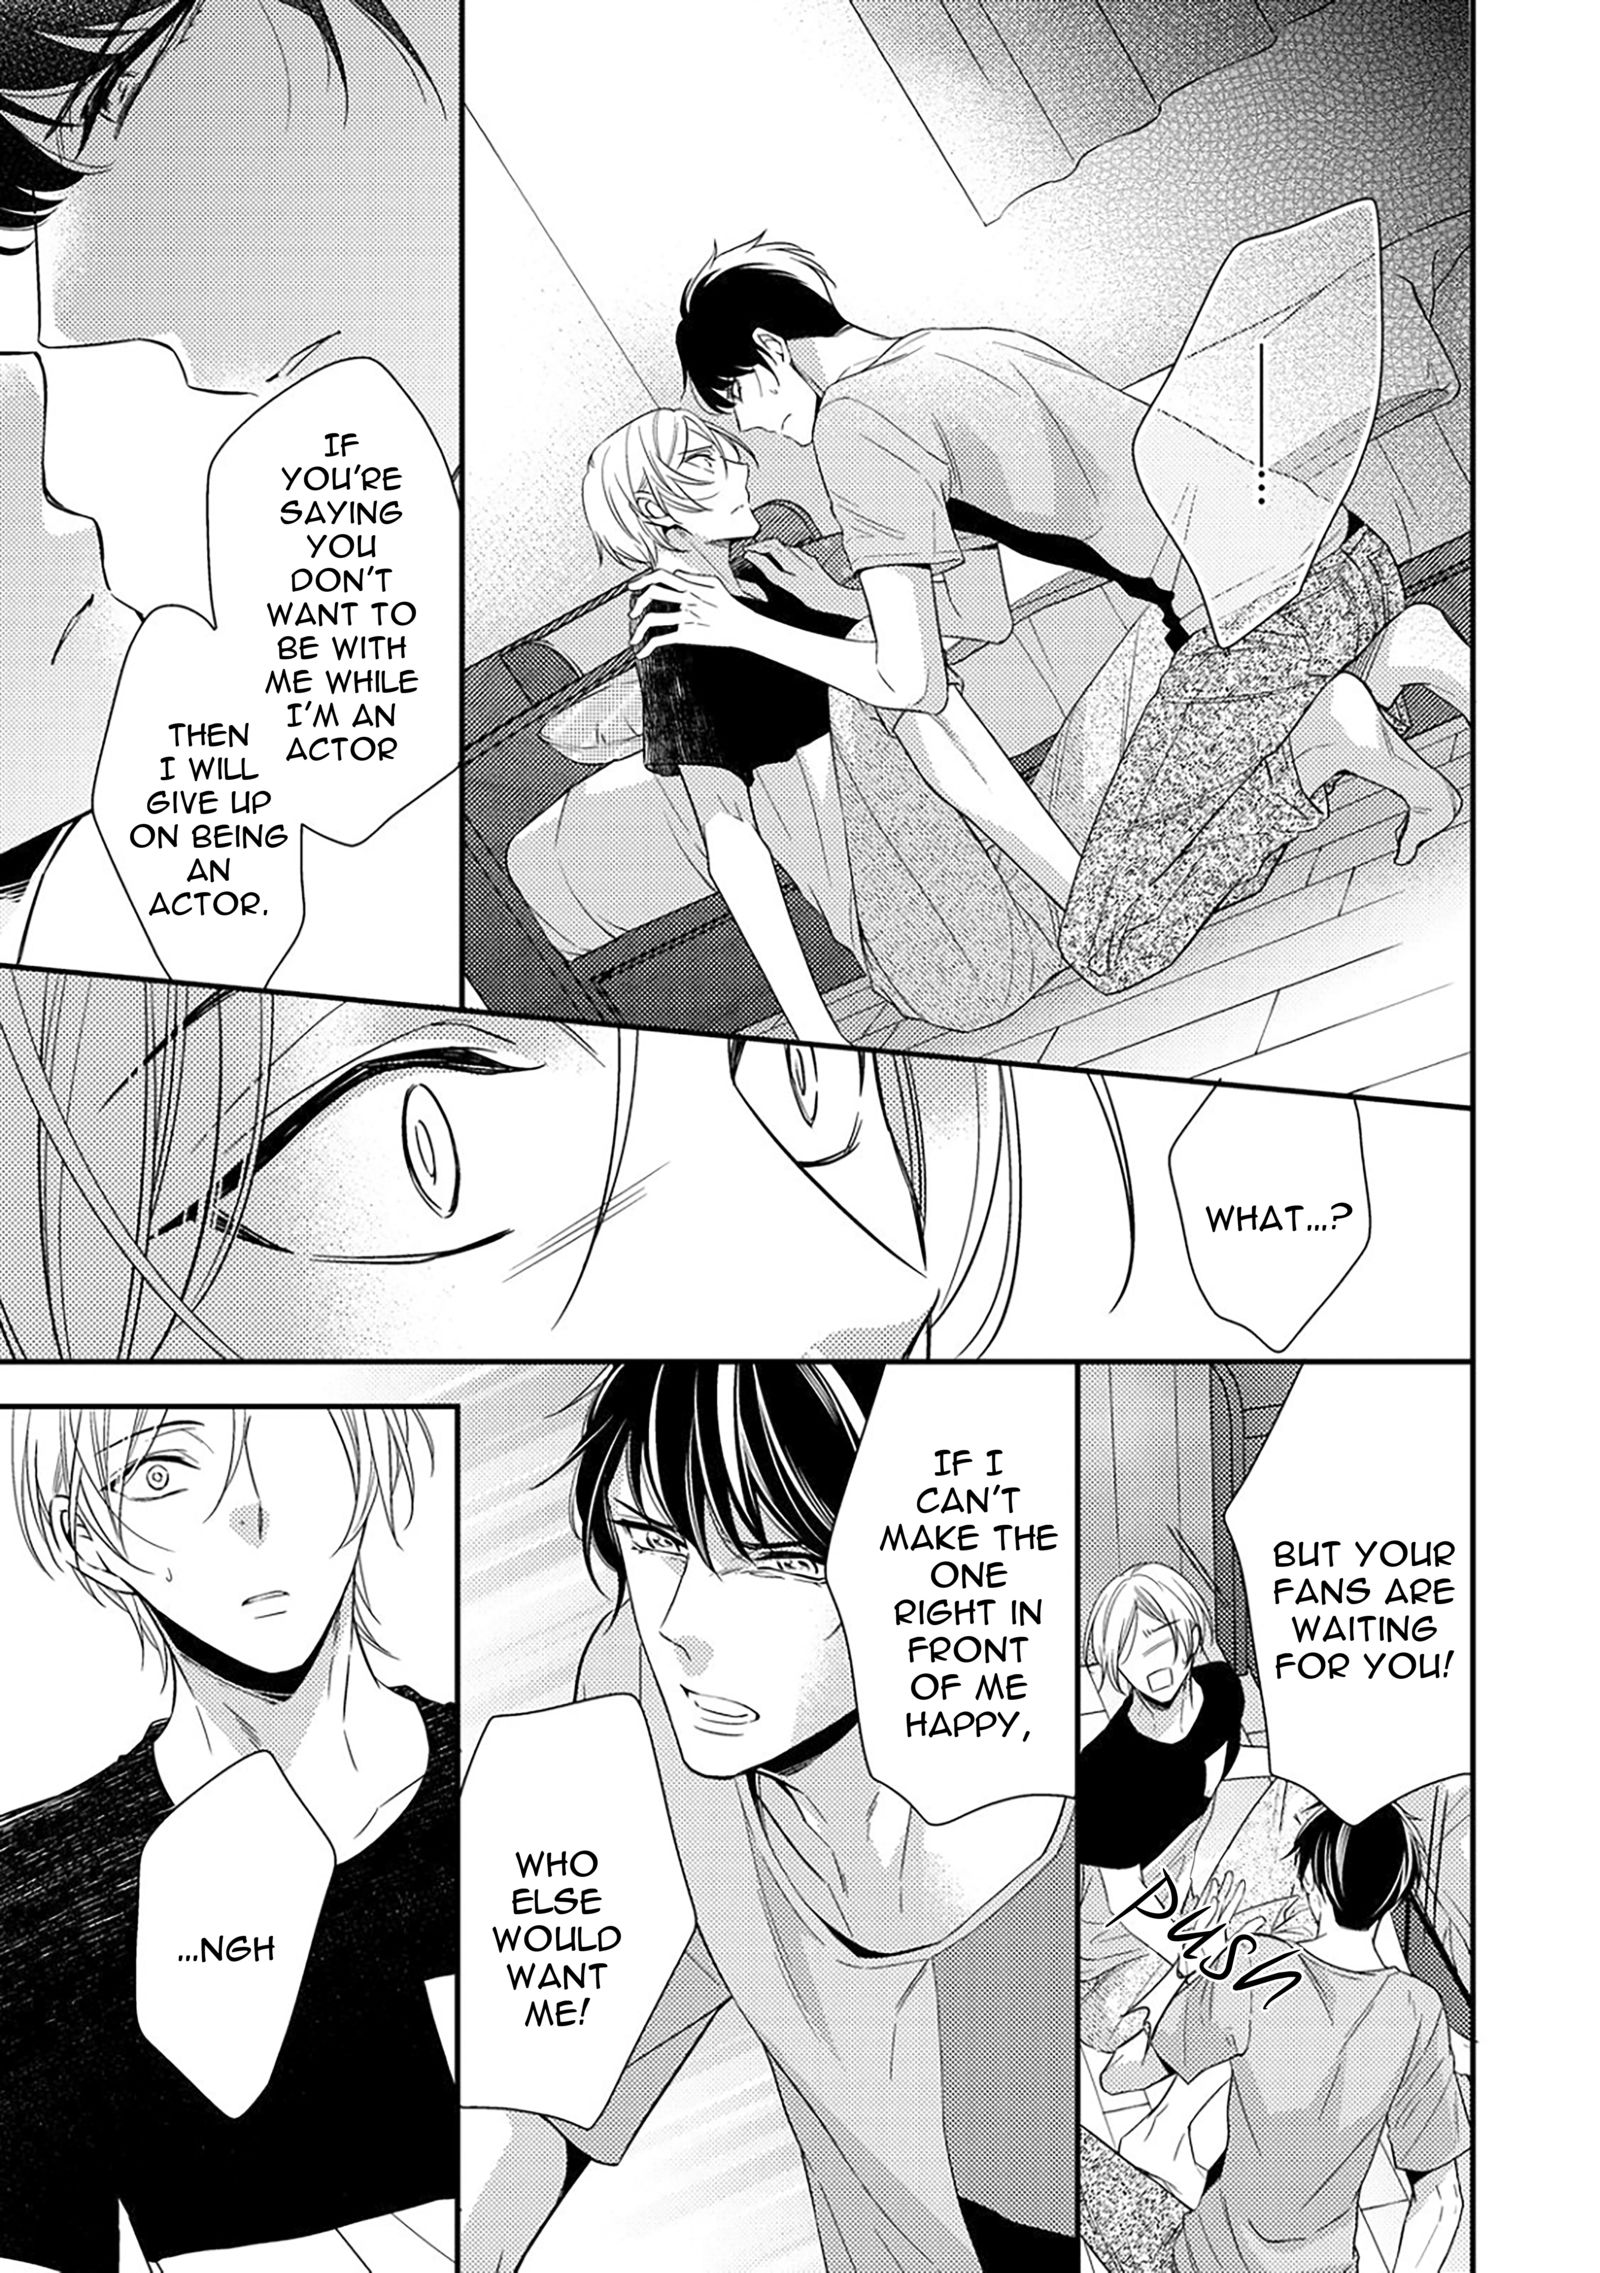 —...
IF
YOU'RE
SAYING
YOU
DON'T
WANT TO
BE WITH
ME WHILE
I'M AN
ACTOR
THEN
I WILL
GIVE UP
ON BEING
AN
ACTOR.
WHAT...?
BUT YOUR
FANS ARE
WAITING
FOR YOU!
PUSH
IF I
CAN'T
MAKE THE
ONE
RIGHT IN
FRONT
OF ME
HAPPY,
WHO
ELSE
WOULD
WANT
ME!
...NGH